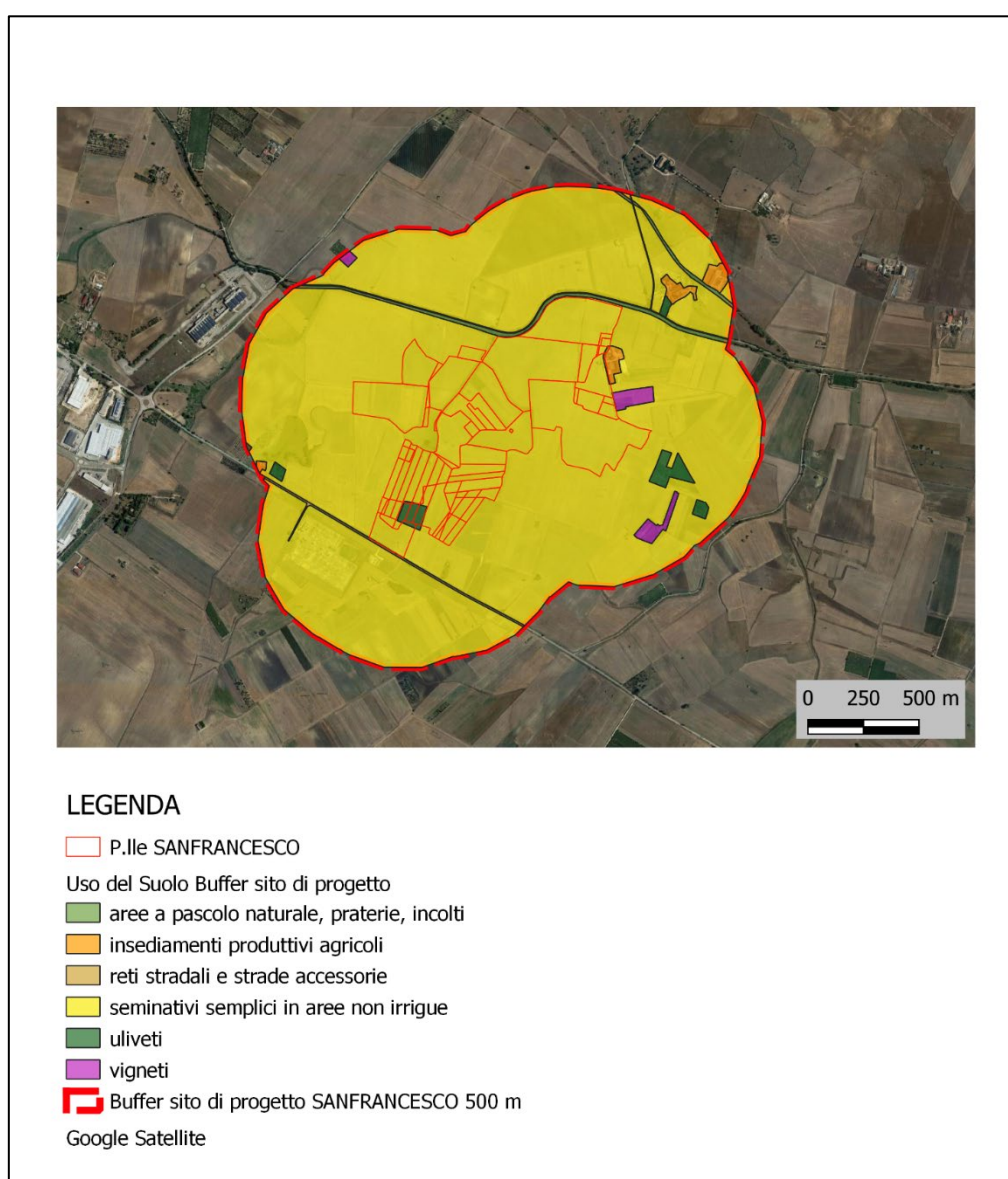 0 250 500 m
LEGENDA
P.lle SANFRANCESCO
Uso del Suolo Buffer sito di progetto
aree a pascolo naturale, praterie, incolti
insediamenti produttivi agricoli
reti stradali e strade accessorie
seminativi semplici in aree non irrigue
uliveti
vigneti
Buffer sito di progetto SANFRANCESCO 500 m
Google Satellite